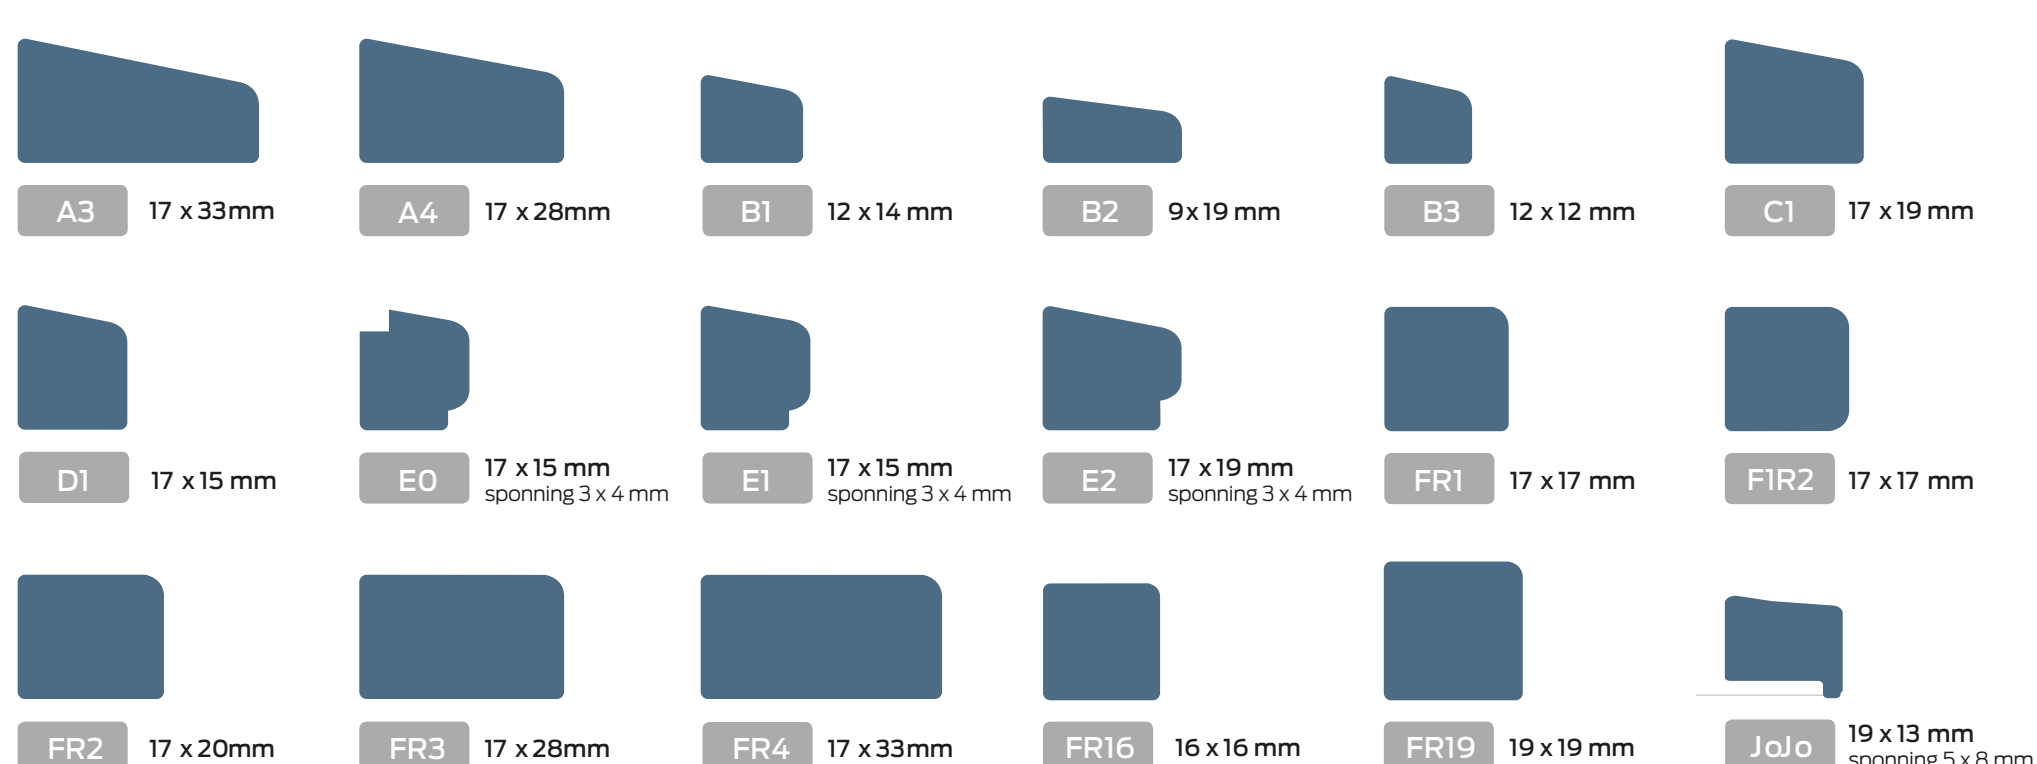 A3 17 x 33mm
A4 17 x 28mm
B1 12 x 14 mm
B2 9 x 19 mm
B3 12 x 12 mm
C1 17 x 19 mm
D1 17 x 15 mm
E0 17 x 15 mm
sponning 3 x 4 mm
E1 17 x 15 mm
sponning 3 x 4 mm
E2 17 x 19 mm
sponning 3 x 4 mm
FR1 17 x 17 mm
F1R2 17 x 17 mm
FR2 17 x 20mm
FR3 17 x 28mm
FR4 17 x 33mm
FR16 16 x 16 mm
FR19 19 x 19 mm
JoJo 19 x 13 mm
sponning 5 x 8 mm